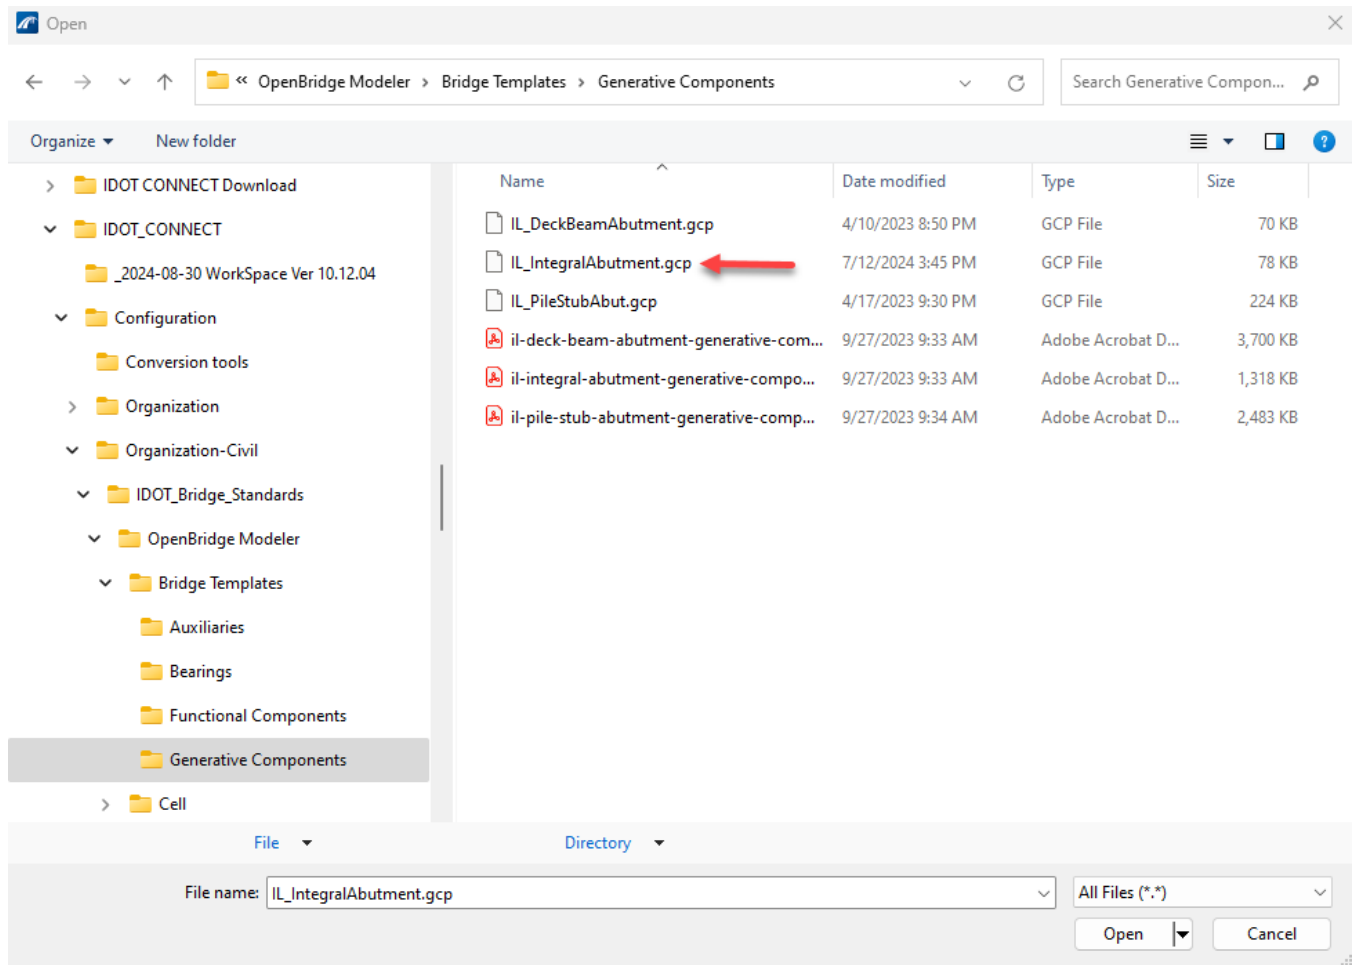 Open
« OpenBridge Modeler > Bridge Templates > Generative Components
Search Generative Compon...
Organize
New folder
IDOT CONNECT Download
IDOT_CONNECT
_2024-08-30 WorkSpace Ver 10.12.04
Configuration
Conversion tools
Organization
Organization-Civil
IDOT_Bridge_Standards
OpenBridge Modeler
Bridge Templates
Auxiliaries
Bearings
Functional Components
Generative Components
Cell
Name Date modified Type Size
IL_DeckBeamAbutment.gcp 4/10/2023 8:50 PM GCP File 70 KB
IL_IntegralAbutment.gcp 7/12/2024 3:45 PM GCP File 78 KB
IL_PileStubAbut.gcp 4/17/2023 9:30 PM GCP File 224 KB
il-deck-beam-abutment-generative-com... 9/27/2023 9:33 AM Adobe Acrobat D... 3,700 KB
il-integral-abutment-generative-compo... 9/27/2023 9:33 AM Adobe Acrobat D... 1,318 KB
il-pile-stub-abutment-generative-comp... 9/27/2023 9:34 AM Adobe Acrobat D... 2,483 KB
File Directory
File name: IL_IntegralAbutment.gcp All Files (*.*)
Open Cancel